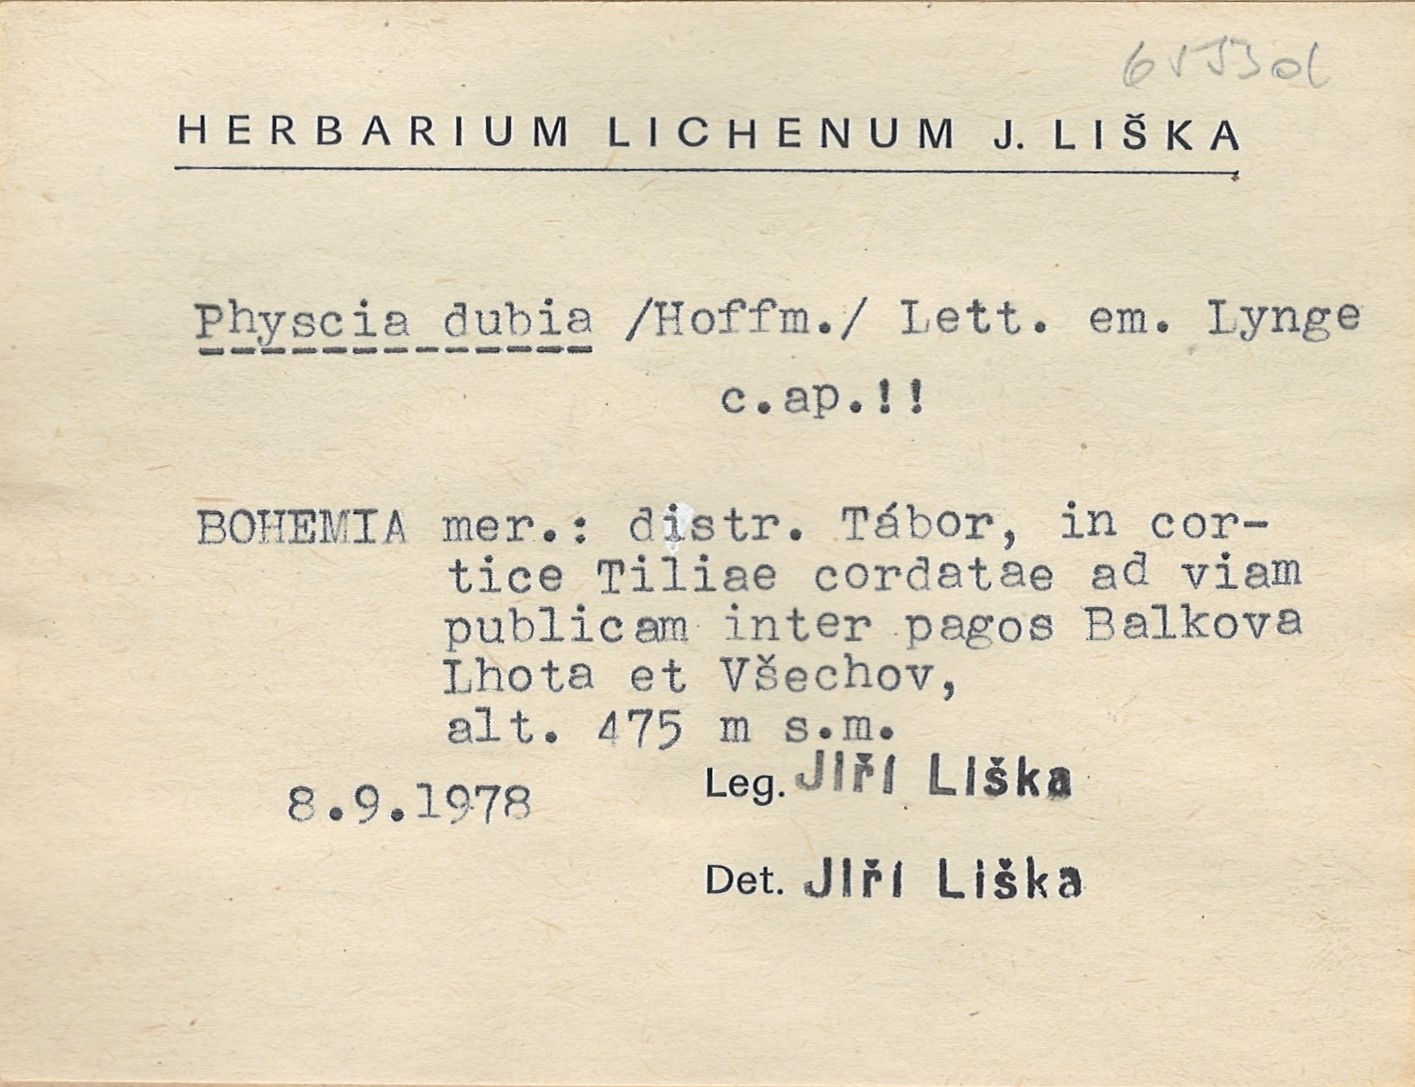 HERBARIUM LICHENUM J. LIŠKA
Physcia dubia /Hoffm./ Lett. em. Lynge
c.ap.!!
BOHEMIA mer.: distr. Tábor, in cor-
tice Tiliae cordatae ad viam
publicam inter pagos Balkova
Lhota et Všechov,
alt. 475 m s.m.
Leg. Jiří Liška
8.9.1978
Det. Jiří Liška